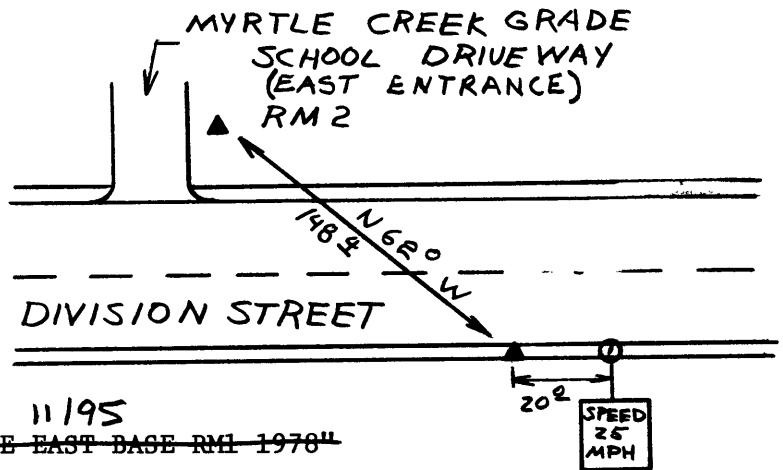 MYRTLE CREEK GRADE
SCHOOL DRIVEWAY
(EAST ENTRANCE)
RM 2
N 62° W
148 4
DIVISION STREET
20 2
SPEED
25
MPH
11/95
E EAST BASE RM1 1978"